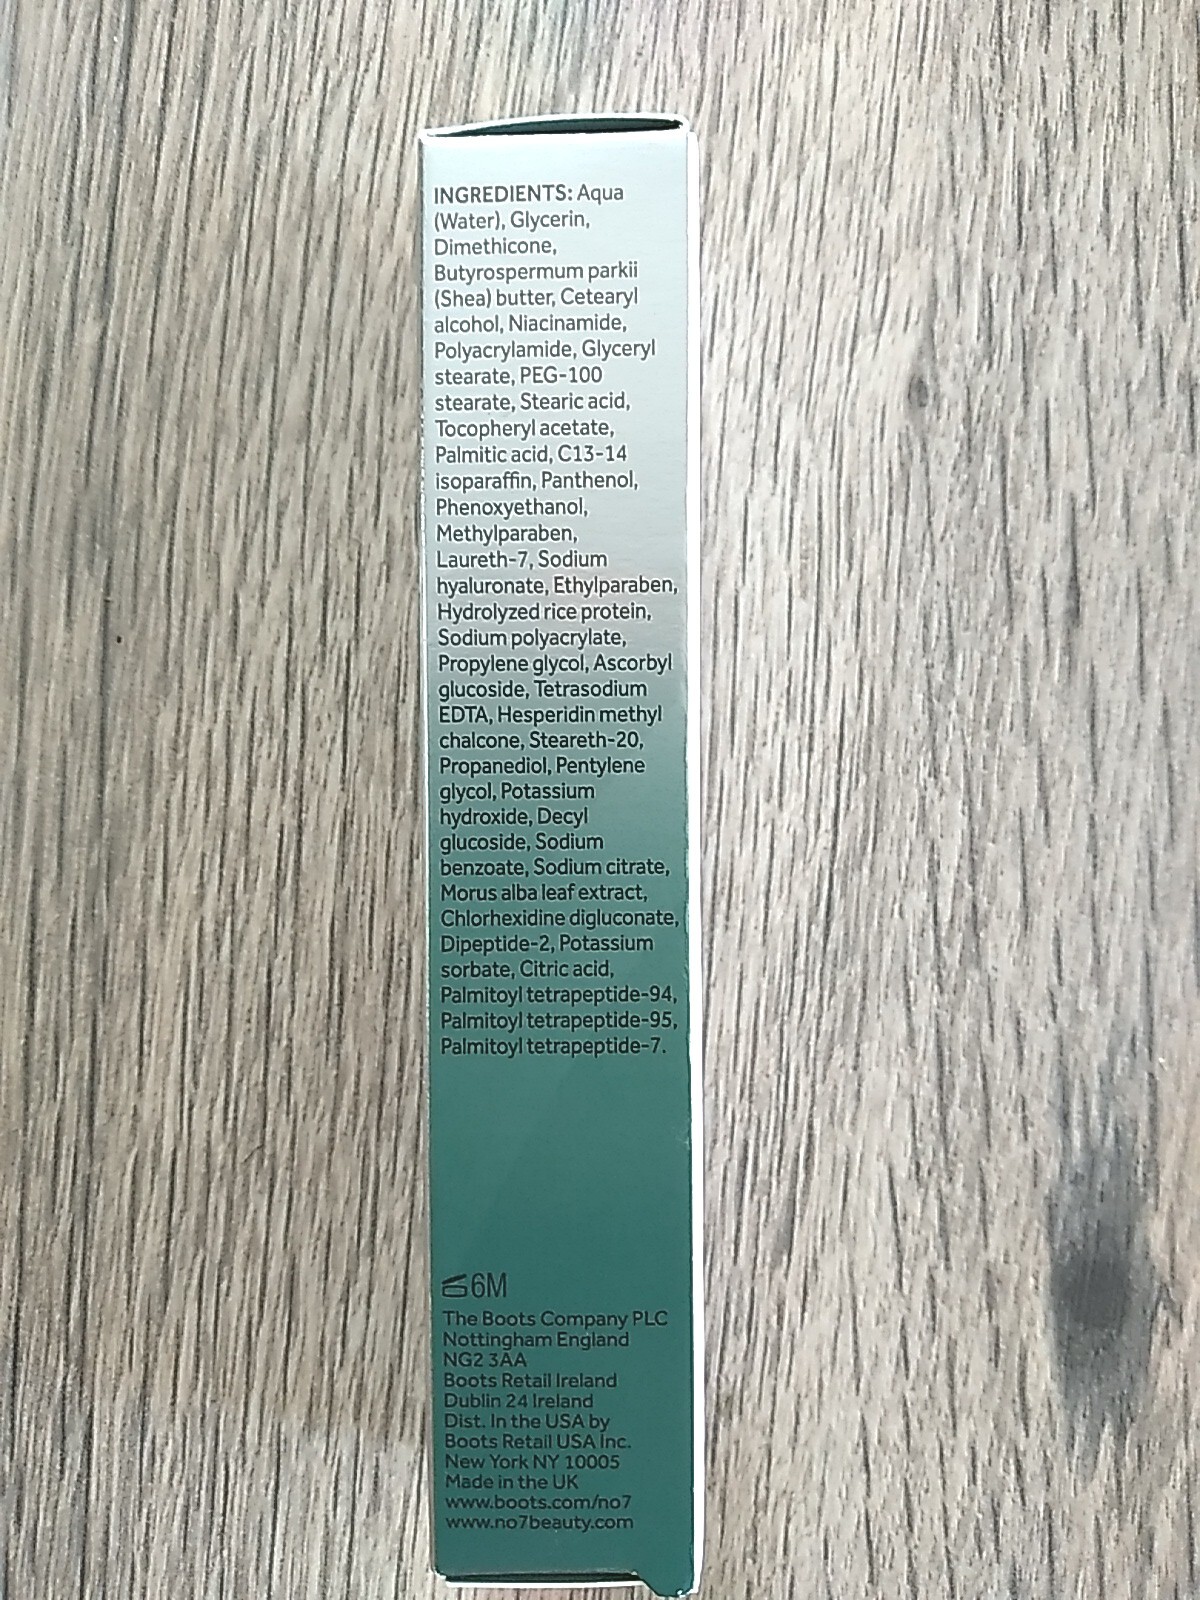 INGREDIENTS: Aqua
(Water), Glycerin,
Dimethicone,
Butyrospermum parkii
(Shea) butter, Cetearyl
alcohol, Niacinamide,
Polyacrylamide, Glyceryl
stearate, PEG-100
stearate, Stearic acid,
Tocopheryl acetate,
Palmitic acid, C13-14
isoparaffin, Panthenol,
Phenoxyethanol,
Methylparaben,
Laureth-7, Sodium
hyaluronate, Ethylparaben,
Hydrolyzed rice protein,
Sodium polyacrylate,
Propylene glycol, Ascorbyl
glucoside, Tetrasodium
EDTA, Hesperidin methyl
chalcone, Steareth-20,
Propanediol, Pentylene
glycol, Potassium
hydroxide, Decyl
glucoside, Sodium
benzoate, Sodium citrate,
Morus alba leaf extract,
Chlorhexidine digluconate,
Dipeptide-2, Potassium
sorbate, Citric acid,
Palmitoyl tetrapeptide-94,
Palmitoyl tetrapeptide-95,
Palmitoyl tetrapeptide-7.
6M
The Boots Company PLC
Nottingham England
NG2 3AA
Boots Retail Ireland
Dublin 24 Ireland
Dist. In the USA by
Boots Retail USA Inc.
New York NY 10005
Made in the UK
www.boots.com/no7
www.no7beauty.com